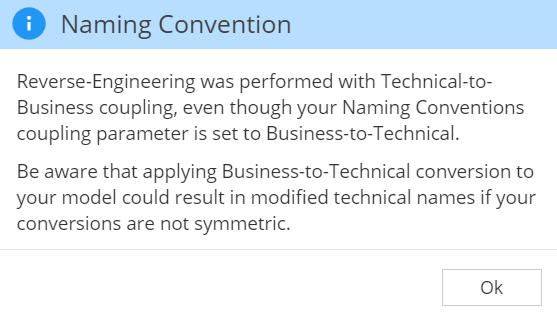 Naming Convention
Reverse-Engineering was performed with Technical-to-
Business coupling, even though your Naming Conventions
coupling parameter is set to Business-to-Technical.
Be aware that applying Business-to-Technical conversion to
your model could result in modified technical names if your
conversions are not symmetric.
Ok